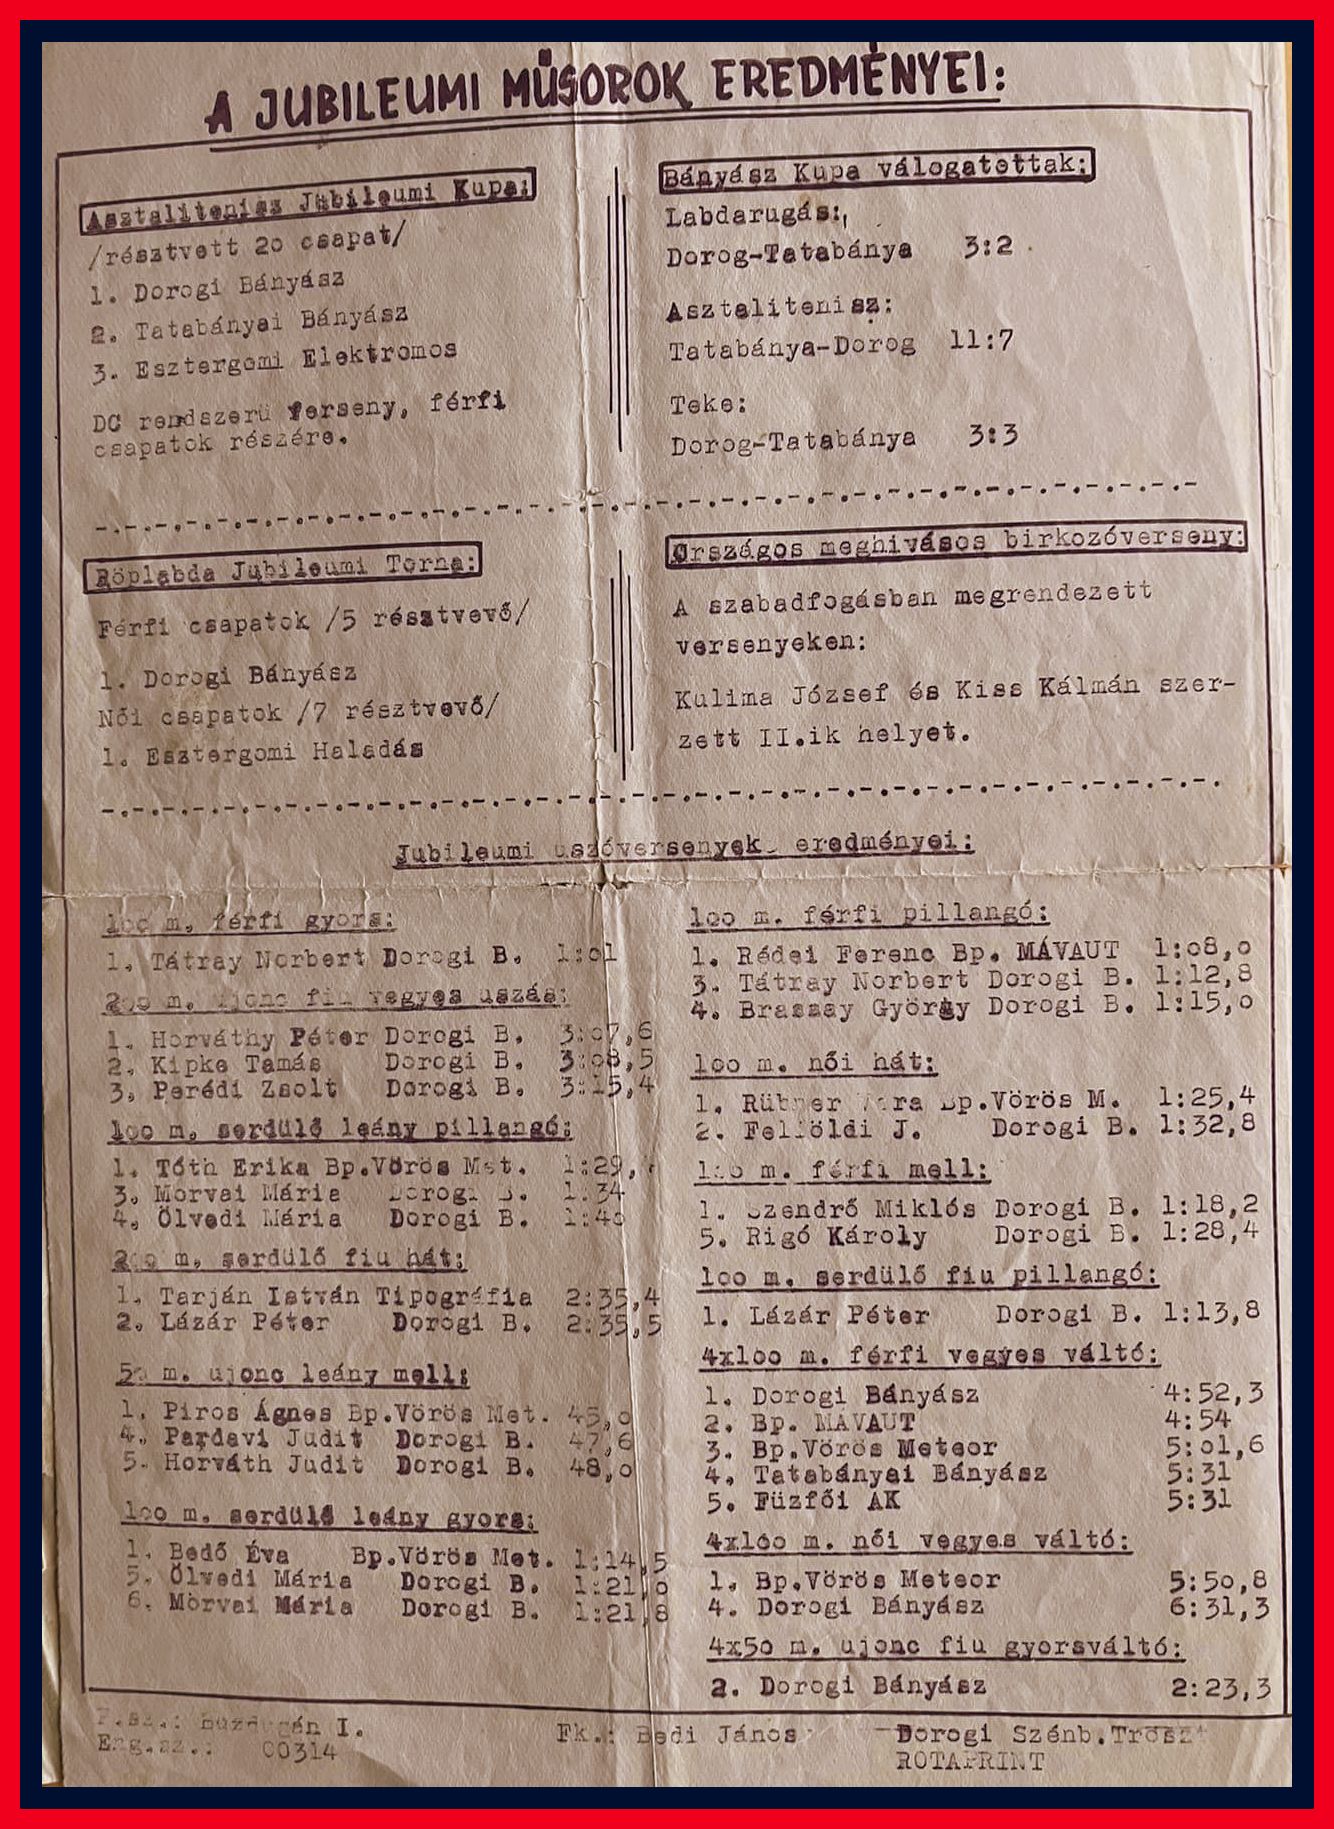 A JUBILEUMI MŰSOROK EREDMÉNYEI:
Asztalitenisz Jubileumi Kupa:
/résztvett 2o csapat/
1. Dorogi Bányász
2. Tatabányai Bányász
3. Esztergomi Elektromos
DC rendszerü ferseny, férfi
csapatok részére.
Bányász Kupa válogatottak:
Labdarugás:
Dorog-Tatabánya 3:2
Asztalitenisz:
Tatabánya-Dorog 11:7
Teke:
Dorog-Tatabánya 3:3
Röplabda Jubileumi Torna:
Férfi csapatok /5 résztvevő/
1. Dorogi Bányász
Női csapatok /7 résztvevő/
1. Esztergomi Haladás
Országos meghivásos birkozóverseny:
A szabadfogásban megrendezett
versenyeken:
Kulima József és Kiss Kálmán szer-
zett II.ik helyet.
Jubileumi uszóversenyek eredményei:
1oo m, férfi gyors:
1. Tátray Norbert Dorogi B. 1:o1
2oo m. ujonc fiu vegyes uszás:
1. Horváthy Péter Dorogi B. 3:o7,6
2. Kipke Tamás Dorogi B. 3:o8,5
3. Perédi Zsolt Dorogi B. 3:15,4
1oo m. serdülő leány pillangó:
1. Tóth Erika Bp.Vörös Met. 1:29,
3. Morvai Mária Dorogi B. 1:34
4. Ölvedi Mária Dorogi B. 1:4o
2oo m, serdülő fiu hát:
1. Tarján István Tipográfia 2:35,4
2. Lázár Péter Dorogi B. 2:35,5
5o m. ujonc leány mell:
1. Piros Ágnes Bp.Vörös Met. 45,o
4. Pardavi Judit Dorogi B. 47,6
5. Horváth Judit Dorogi B. 48,o
1oo m. serdülő leány gyors:
1. Bedő Éva Bp.Vörös Met. 1:14,5
5. Ölvedi Mária Dorogi B. 1:21,o
6. Morvai Mária Dorogi B. 1:21,8
1oo m. férfi pillangó:
1. Rédei Ferenc Bp. MÁVAUT 1:o8,o
3. Tátray Norbert Dorogi B. 1:12,8
4. Brassay György Dorogi B. 1:15,o
1oo m. női hát:
1. Bp.Vörös M. 1:25,4
2. Felföldi J. Dorogi B. 1:32,8
1oo m. férfi mell:
1. Szendrő Miklós Dorogi B. 1:18,2
5. Rigó Károly Dorogi B. 1:28,4
1oo m. serdülő fiu pillangó:
1. Lázár Péter Dorogi B. 1:13,8
4x1oo m. férfi vegyes váltó:
1. Dorogi Bányász 4:52,3
2. Bp. MAVAUT 4:54
3. Bp.Vörös Meteor 5:o1,6
4. Tatabányai Bányász 5:31
5. Füzfői AK 5:31
4x1oo m. női vegyes váltó:
1. Bp.Vörös Meteor 5:5o,8
4. Dorogi Bányász 6:31,3
4x5o m. ujonc fiu gyorsváltó:
2. Dorogi Bányász 2:23,3
F.sz.: Buzdugán I. Fk.: Bedi János Dorogi Szénb.Tröszt
Eng.sz.: 00314 ROTAPRINT